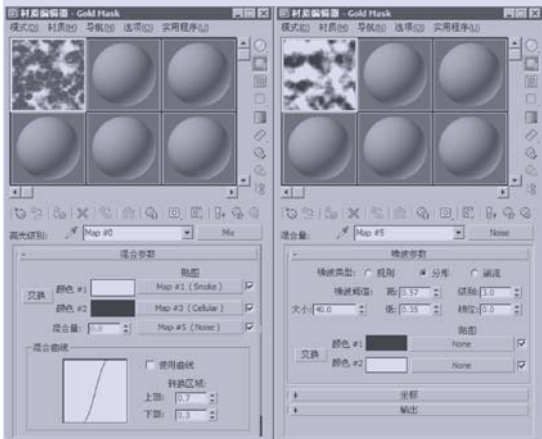 材质编辑器 - Gold Mask
模式(D) 材质(M) 导航(N) 选项(O) 实用程序(U)
高光级别: Map #0 Mix
混合参数
贴图
交换
颜色 #1 Map #1 (Smoke)
颜色 #2 Map #3 (Cellular)
混合量: 0.0 Map #5 (Noise)
混合曲线
使用曲线
转换区域:
上部: 0.7
下部: 0.3
材质编辑器 - Gold Mask
模式(D) 材质(M) 导航(N) 选项(O) 实用程序(U)
混合量: Map #5 Noise
噪波参数
噪波类型: 规则 分形 湍流
噪波阈值: 高: 0.57 级别: 3.0
大小: 40.0 低: 0.35 相位: 0.0
贴图
交换
颜色 #1 None
颜色 #2 None
坐标
输出